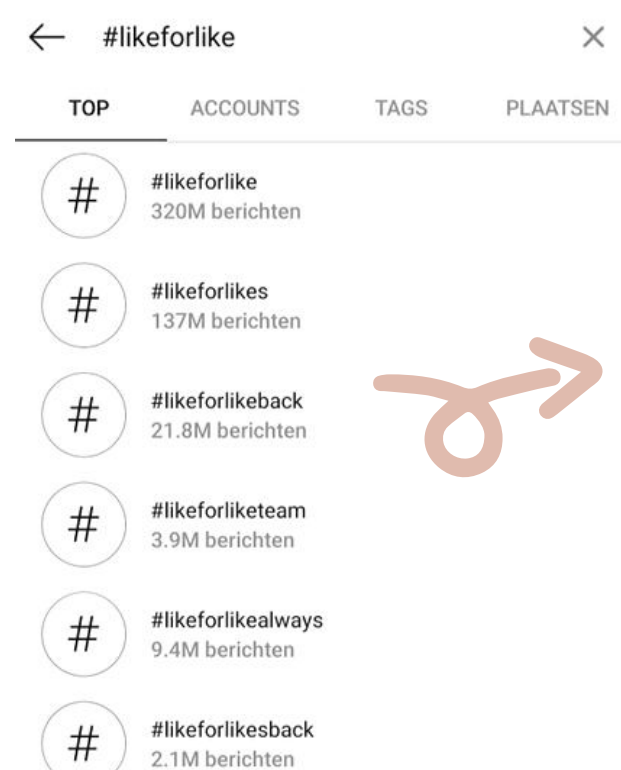 #likeforlike
TOP ACCOUNTS TAGS PLAATSEN
#likeforlike
320M berichten
#likeforlikes
137M berichten
#likeforlikeback
21.8M berichten
#likeforliketeam
3.9M berichten
#likeforlikealways
9.4M berichten
#likeforlikesback
2.1M berichten